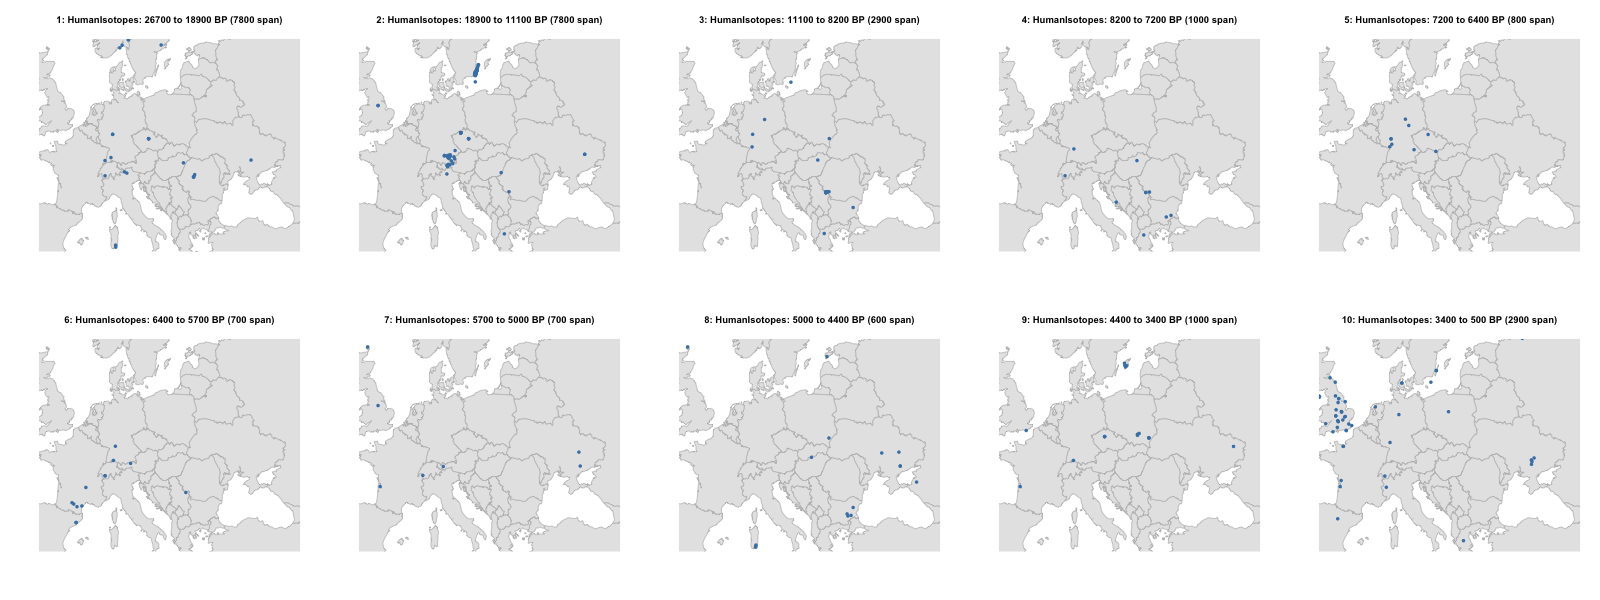 1: HumanIsotopes: 26700 to 18900 BP (7800 span)
2: HumanIsotopes: 18900 to 11100 BP (7800 span)
3: HumanIsotopes: 11100 to 8200 BP (2900 span)
4: HumanIsotopes: 8200 to 7200 BP (1000 span)
5: HumanIsotopes: 7200 to 6400 BP (800 span)
6: HumanIsotopes: 6400 to 5700 BP (700 span)
7: HumanIsotopes: 5700 to 5000 BP (700 span)
8: HumanIsotopes: 5000 to 4400 BP (600 span)
9: HumanIsotopes: 4400 to 3400 BP (1000 span)
10: HumanIsotopes: 3400 to 500 BP (2900 span)